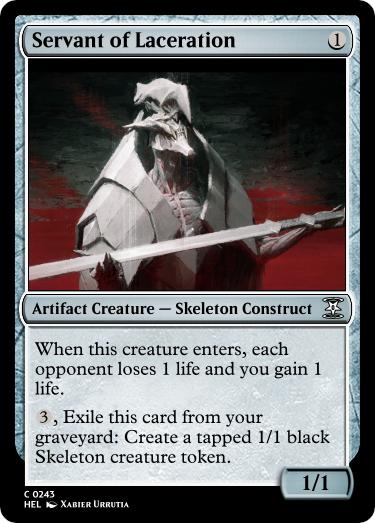 Servant of Laceration 1
Artifact Creature — Skeleton Construct
When this creature enters, each
opponent loses 1 life and you gain 1
life.
3, Exile this card from your
graveyard: Create a tapped 1/1 black
Skeleton creature token.
1/1
C 0243
HEL Xabier Urrutia